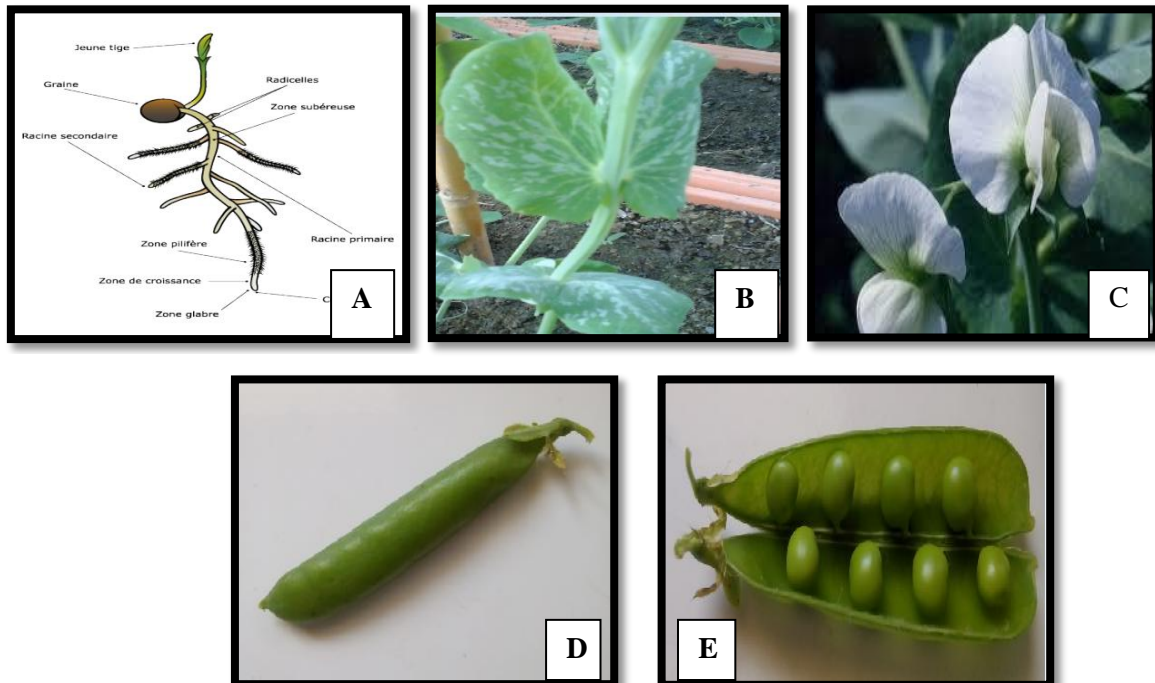 Jeune tige
Graine
Radicelles
Zone subéreuse
Racine secondaire
Racine primaire
Zone pilifère
Zone de croissance
C
Zone glabre
A
B
C
D
E